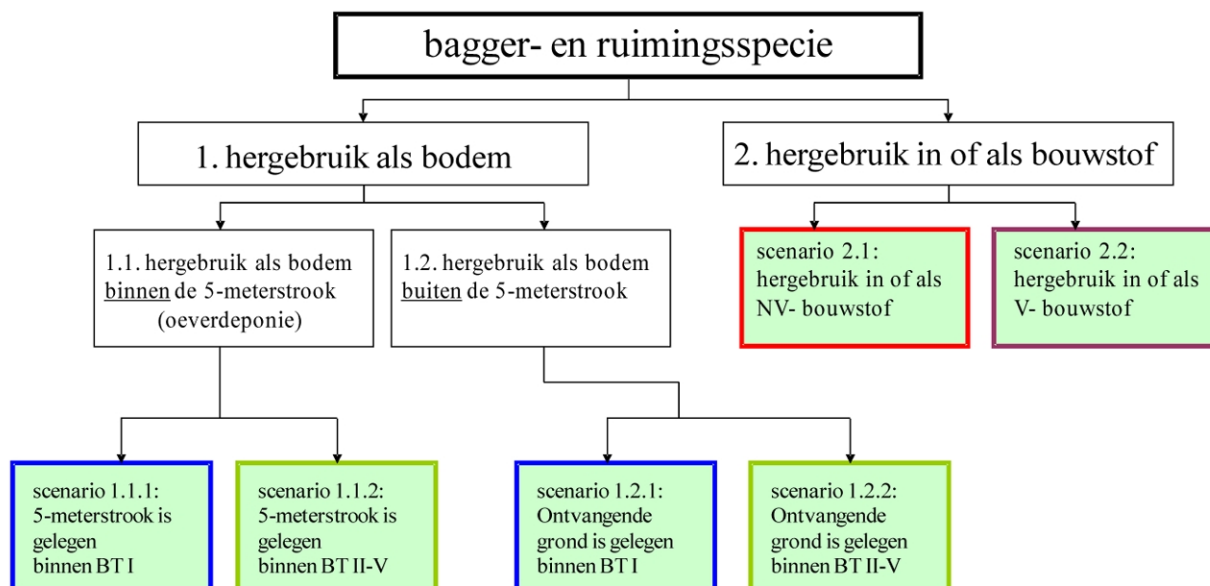 bagger- en ruimingsspecie
1. hergebruik als bodem
2. hergebruik in of als bouwstof
1.1. hergebruik als bodem
binnen de 5-meterstrook
(oeverdeponie)
1.2. hergebruik als bodem
buiten de 5-meterstrook
scenario 2.1:
hergebruik in of als
NV- bouwstof
scenario 2.2:
hergebruik in of als
V- bouwstof
scenario 1.1.1:
5-meterstrook is
gelegen
binnen BT I
scenario 1.1.2:
5-meterstrook is
gelegen
binnen BT II-V
scenario 1.2.1:
Ontvangende
grond is gelegen
binnen BT I
scenario 1.2.2:
Ontvangende
grond is gelegen
binnen BT II-V